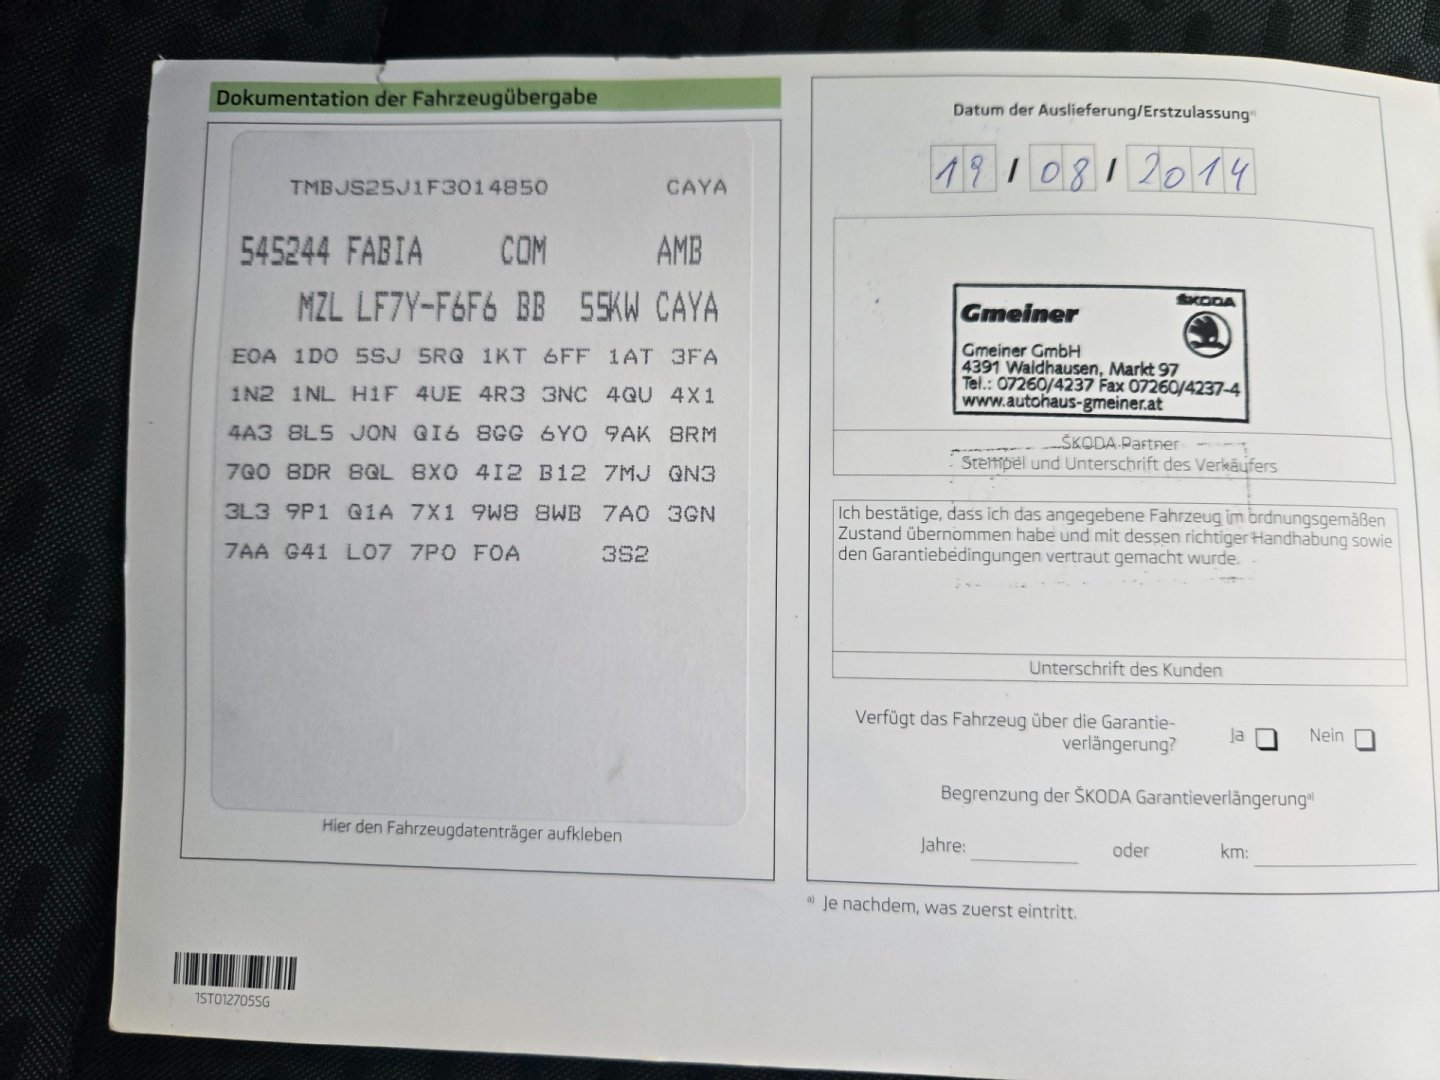 Dokumentation der Fahrzeugübergabe
TMBJS25J1F3014850 CAYA
545244 FABIA COM AMB
MZL LF7Y-F6F6 BB 55KW CAYA
E0A 1D0 5SJ 5RQ 1KT 6FF 1AT 3FA
1N2 1NL H1F 4UE 4R3 3NC 4QU 4X1
4A3 8L5 J0N QI6 8GG 6Y0 9AK 8RM
7Q0 8DR 8QL 8X0 4I2 B12 7MJ QN3
3L3 9P1 Q1A 7X1 9W8 8WB 7A0 3GN
7AA G41 L07 7P0 F0A 3S2
Hier den Fahrzeugdatenträger aufkleben
1ST012705SG
Datum der Auslieferung/Erstzulassung a)
19 / 08 / 2014
Gmeiner ŠKODA
Gmeiner GmbH
4391 Waldhausen, Markt 97
Tel.: 07260/4237 Fax 07260/4237-4
www.autohaus-gmeiner.at
ŠKODA Partner
Stempel und Unterschrift des Verkäufers
Ich bestätige, dass ich das angegebene Fahrzeug im ordnungsgemäßen
Zustand übernommen habe und mit dessen richtiger Handhabung sowie
den Garantiebedingungen vertraut gemacht wurde.
Unterschrift des Kunden
Verfügt das Fahrzeug über die Garantie-
verlängerung? Ja Nein
Begrenzung der ŠKODA Garantieverlängerung a)
Jahre: oder km:
a) Je nachdem, was zuerst eintritt.